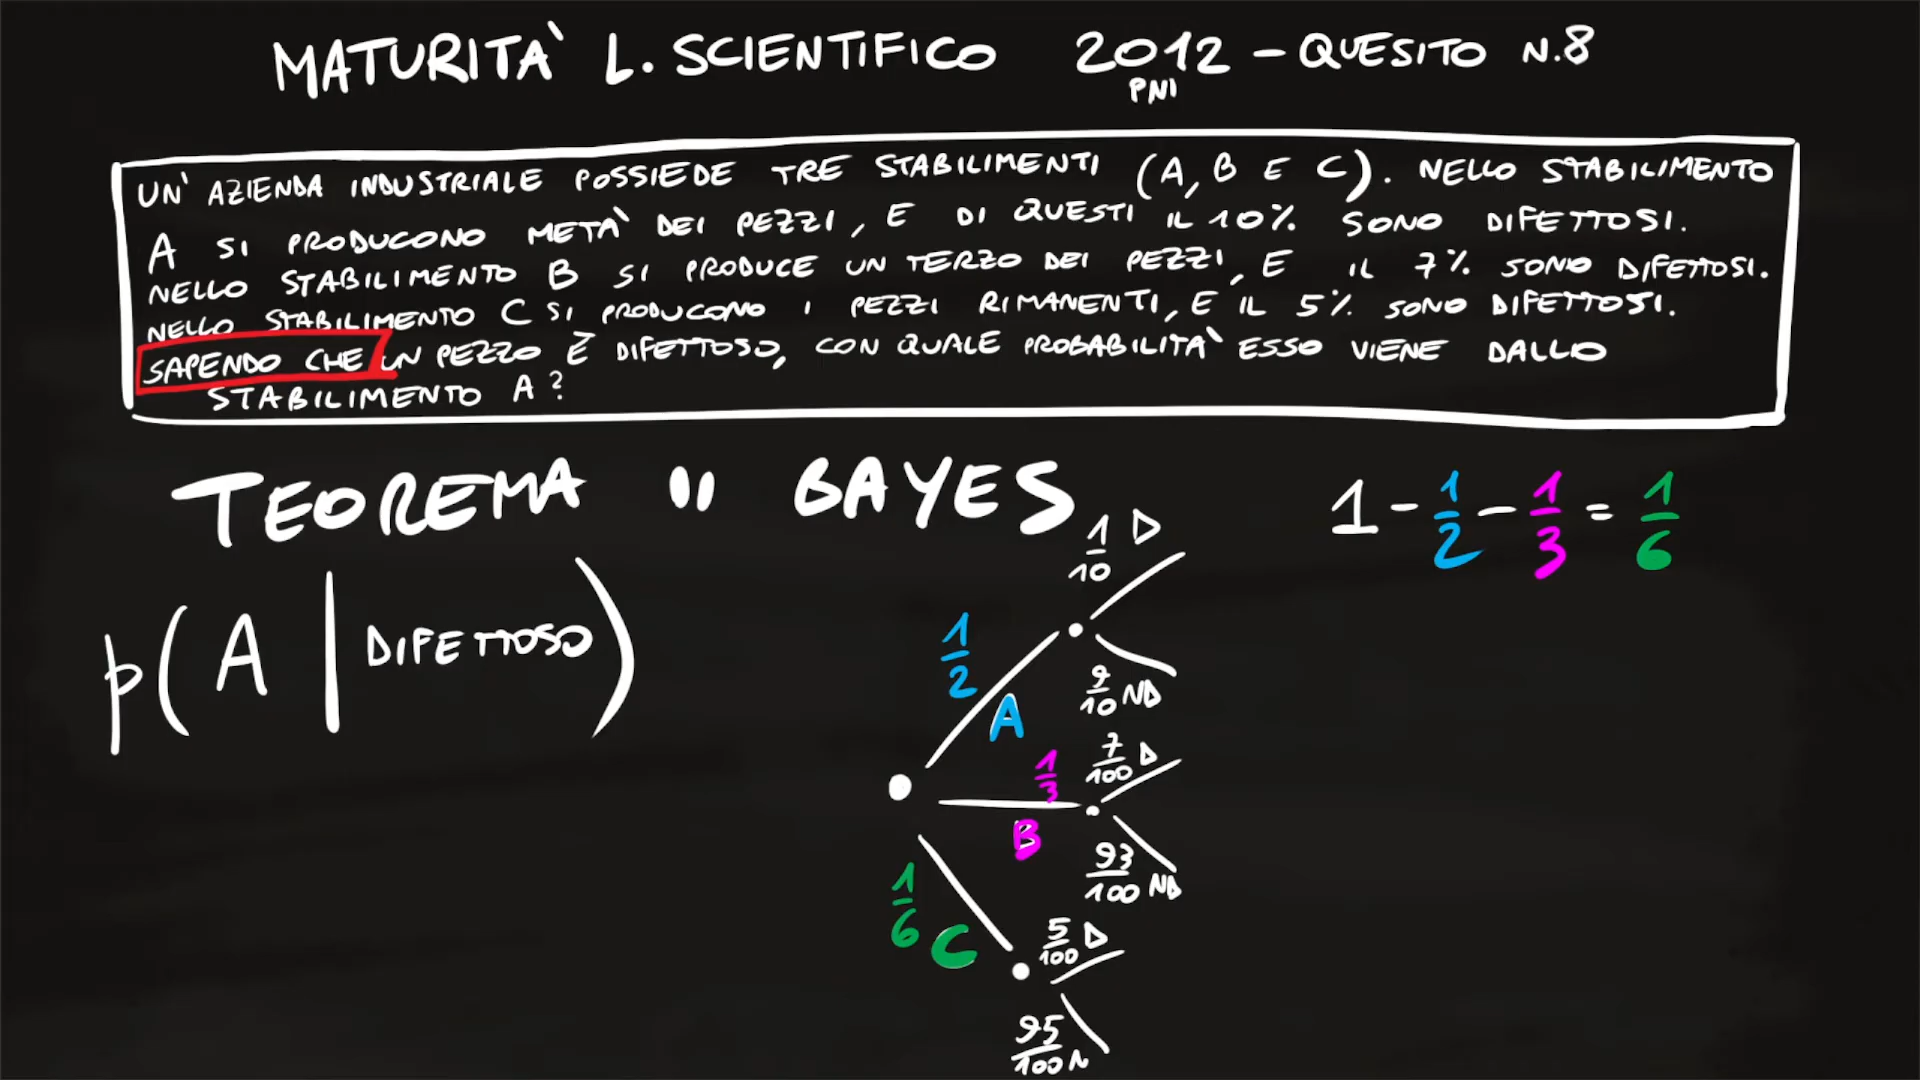 MATURITÀ L. SCIENTIFICO 2012 - QUESITO N.8
PNI
UN' AZIENDA INDUSTRIALE POSSIEDE TRE STABILIMENTI (A, B E C). NELLO STABILIMENTO
A SI PRODUCONO METÀ DEI PEZZI, E DI QUESTI IL 10% SONO DIFETTOSI.
NELLO STABILIMENTO B SI PRODUCE UN TERZO DEI PEZZI, E IL 7% SONO DIFETTOSI.
NELLO STABILIMENTO C SI PRODUCONO I PEZZI RIMANENTI, E IL 5% SONO DIFETTOSI.
SAPENDO CHE UN PEZZO È DIFETTOSO, CON QUALE PROBABILITÀ ESSO VIENE DALLO
STABILIMENTO A?
TEOREMA DI BAYES
1 - 1/2 - 1/3 = 1/6
p(A | DIFETTOSO)
1/10 D
1/2
A
9/10 ND
1/3
B
7/100 D
93/100 ND
1/6
C
5/100 D
95/100 N